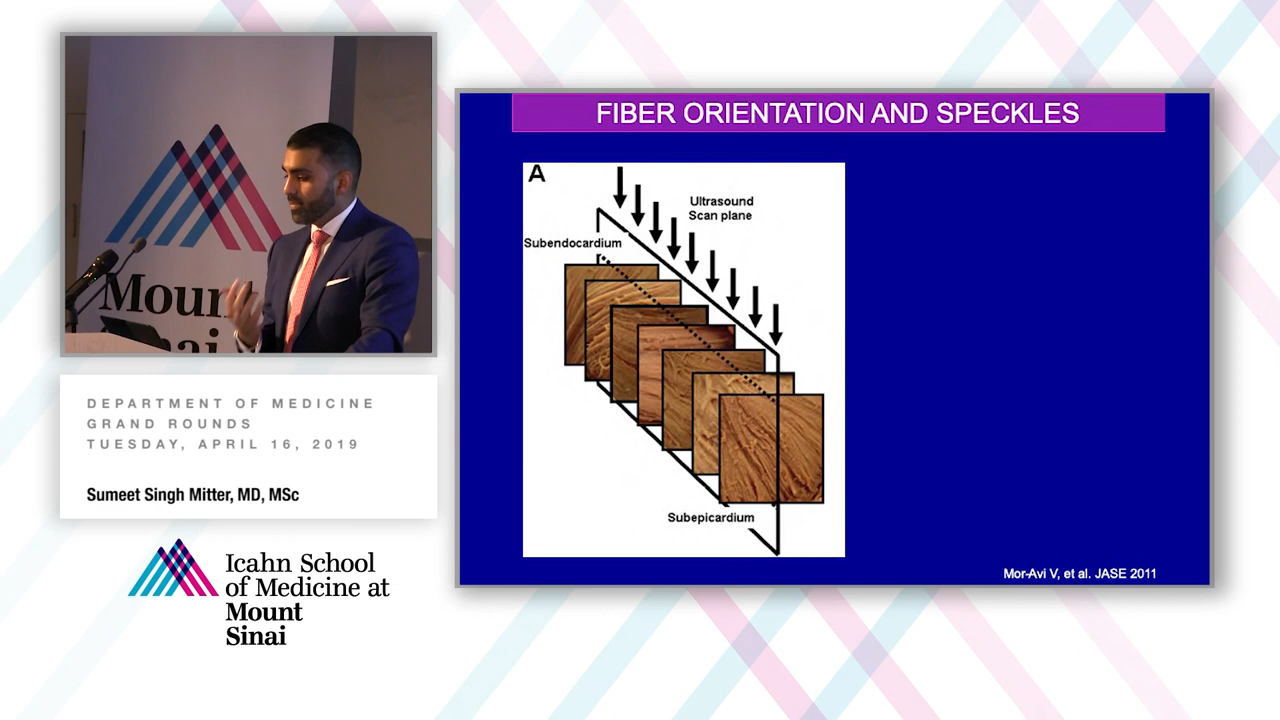 Mount
Sinai
DEPARTMENT OF MEDICINE
GRAND ROUNDS
TUESDAY, APRIL 16, 2019
Sumeet Singh Mitter, MD, MSc
Icahn School
of Medicine at
Mount
Sinai
FIBER ORIENTATION AND SPECKLES
A
Ultrasound
Scan plane
Subendocardium
Subepicardium
Mor-Avi V, et al. JASE 2011